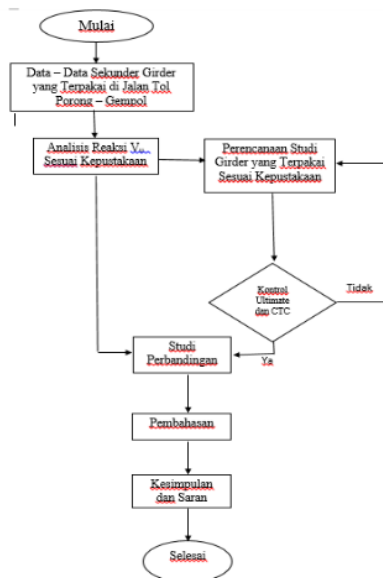 Mulai
Data – Data Sekunder Girder
yang Terpakai di Jalan Tol
Porong – Gempol
Analisis Reaksi Vu
Sesuai Kepustakaan
Perencanaan Studi
Girder yang Terpakai
Sesuai Kepustakaan
Kontrol
Ultimate
dan CTC
Tidak
Ya
Studi
Perbandingan
Pembahasan
Kesimpulan
dan Saran
Selesai